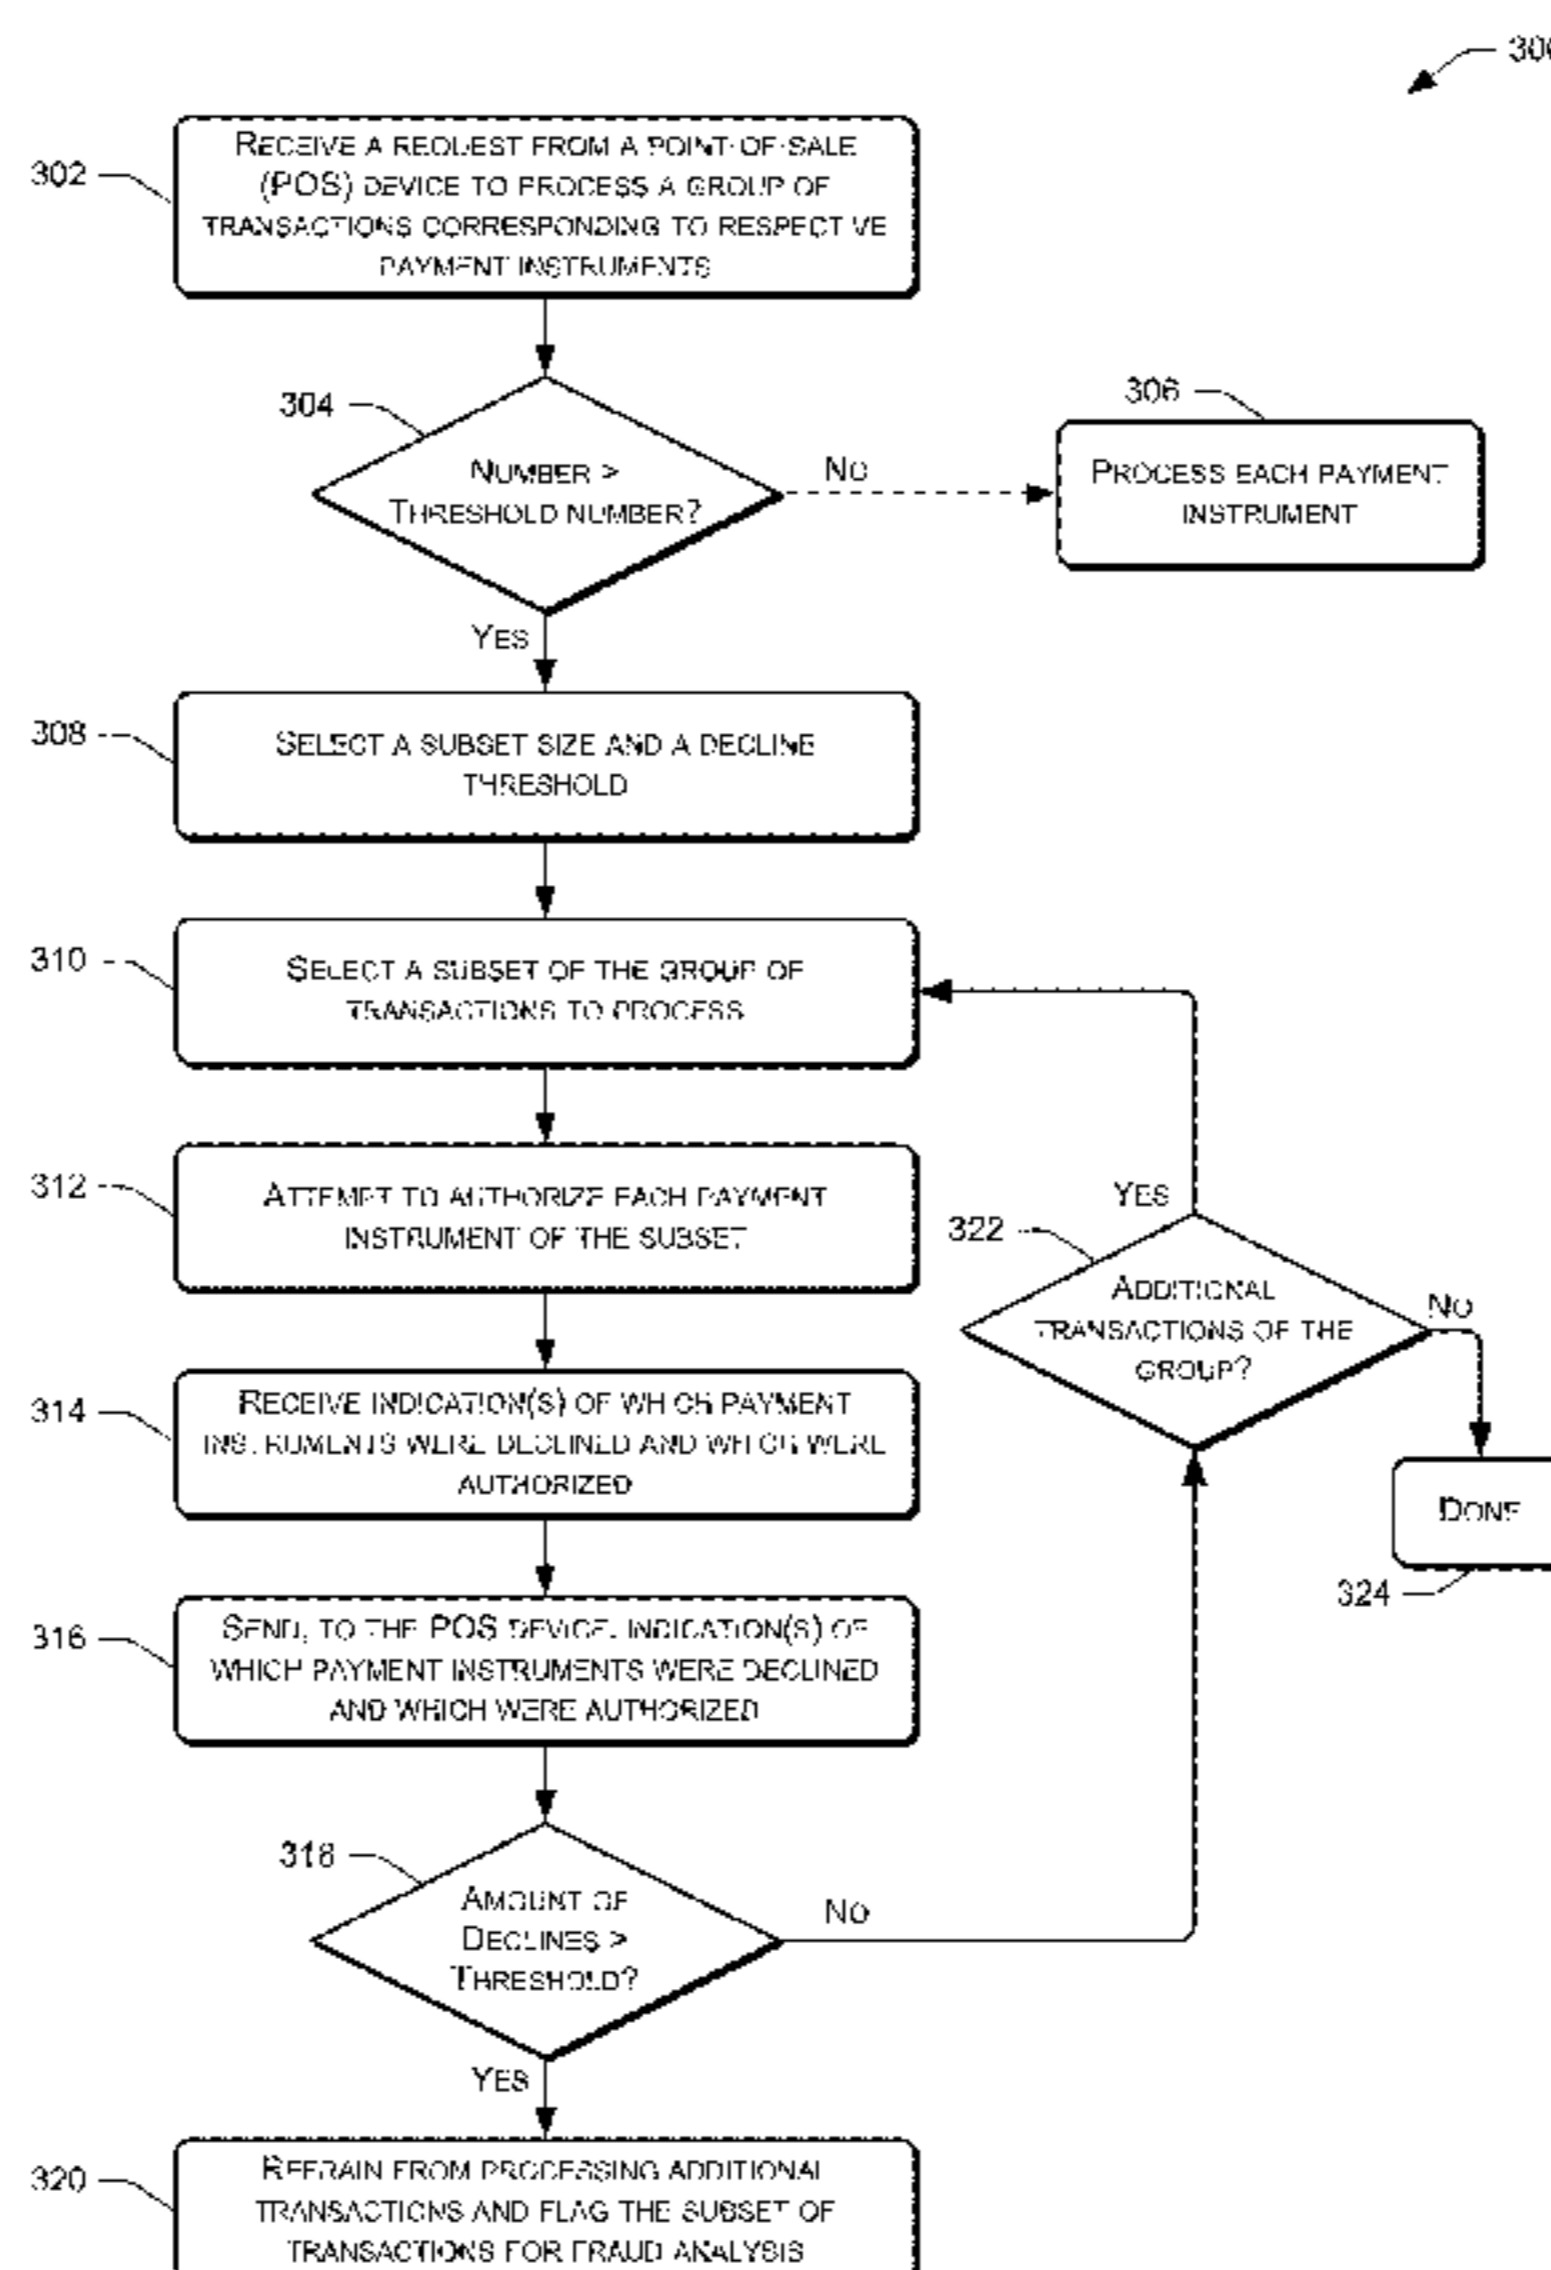 300
302
RECEIVE A REQUEST FROM A POINT-OF-SALE
(POS) DEVICE TO PROCESS A GROUP OF
TRANSACTIONS CORRESPONDING TO RESPECTIVE
PAYMENT INSTRUMENTS
304
NUMBER >
THRESHOLD NUMBER?
NO
306
PROCESS EACH PAYMENT
INSTRUMENT
YES
308
SELECT A SUBSET SIZE AND A DECLINE
THRESHOLD
310
SELECT A SUBSET OF THE GROUP OF
TRANSACTIONS TO PROCESS
312
ATTEMPT TO AUTHORIZE EACH PAYMENT
INSTRUMENT OF THE SUBSET
YES
322
ADDITIONAL
TRANSACTIONS OF THE
GROUP?
NO
314
RECEIVE INDICATION(S) OF WHICH PAYMENT
INSTRUMENTS WERE DECLINED AND WHICH WERE
AUTHORIZED
DONE
324
316
SEND, TO THE POS DEVICE, INDICATION(S) OF
WHICH PAYMENT INSTRUMENTS WERE DECLINED
AND WHICH WERE AUTHORIZED
318
AMOUNT OF
DECLINES >
THRESHOLD?
NO
YES
320
REFRAIN FROM PROCESSING ADDITIONAL
TRANSACTIONS AND FLAG THE SUBSET OF
TRANSACTIONS FOR FRAUD ANALYSIS